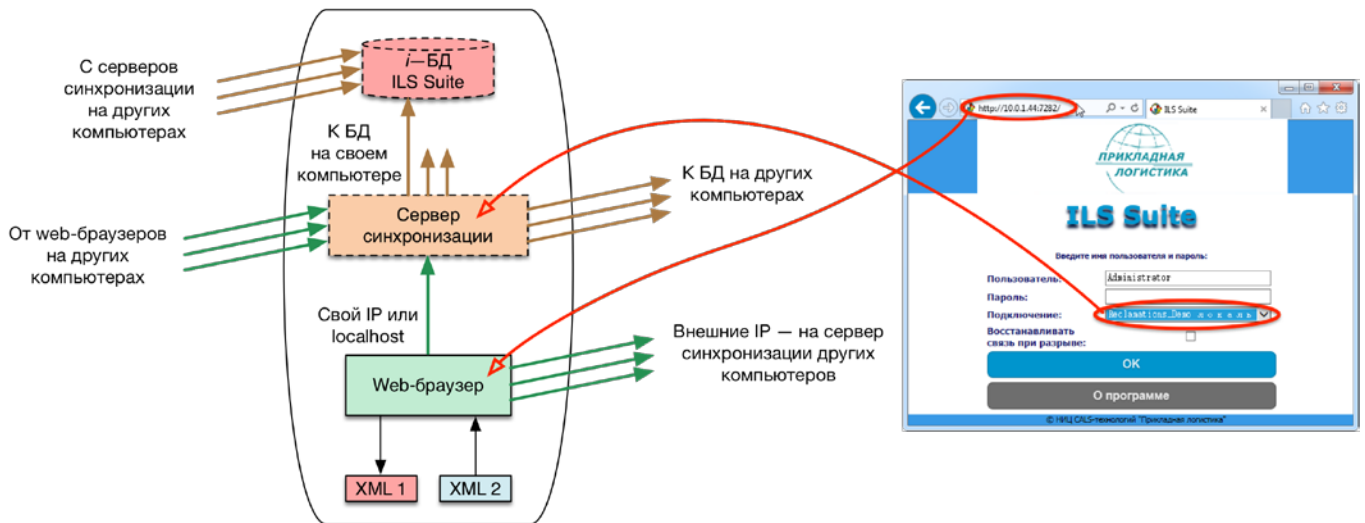 С серверов
синхронизации
на других
компьютерах
i—БД
ILS Suite
К БД
на своем
компьютере
К БД на других
компьютерах
Сервер
синхронизации
От web-браузеров
на других
компьютерах
Свой IP или
localhost
Внешние IP — на сервер
синхронизации других
компьютеров
Web-браузер
XML 1
XML 2
http://10.0.1.44:7282/
ILS Suite
ПРИКЛАДНАЯ
ЛОГИСТИКА
ILS Suite
Введите имя пользователя и пароль:
Пользователь:
Administrator
Пароль:
Подключение:
Reclamations_Demo локаль
Восстанавливать
связь при разрыве:
OK
О программе
© НИЦ CALS-технологий "Прикладная логистика"